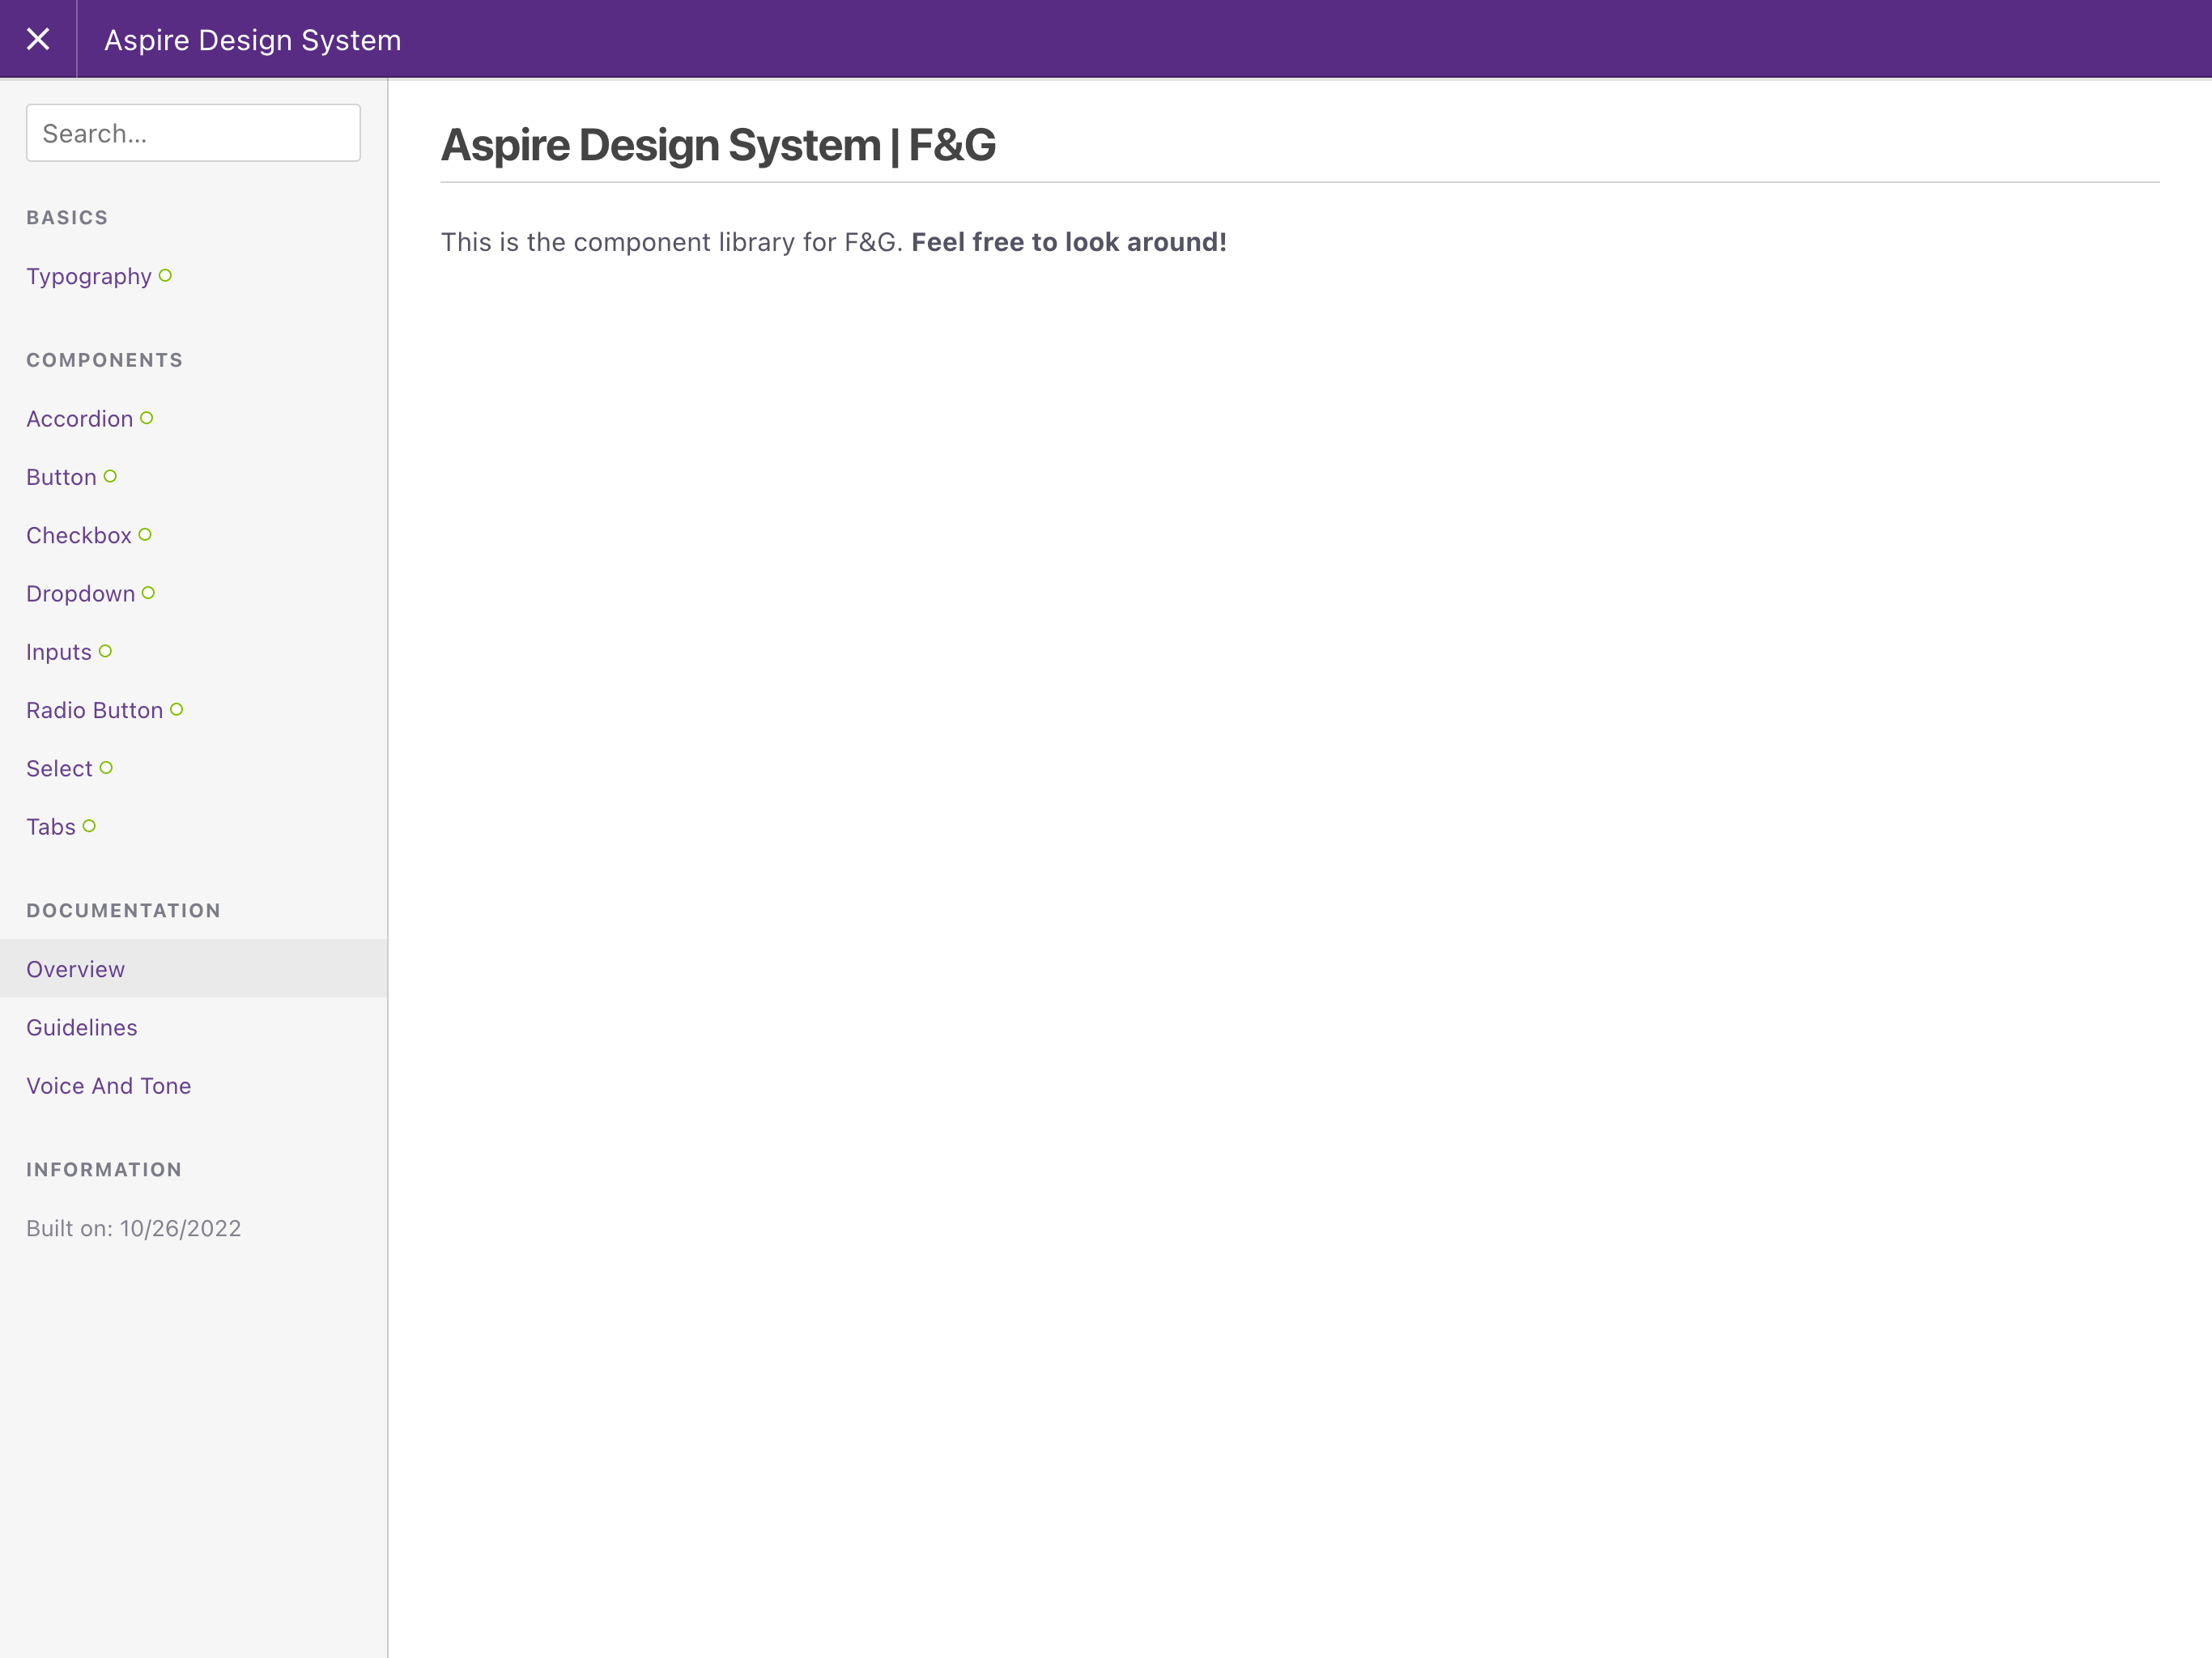 Aspire Design System
Search...
BASICS
Typography
COMPONENTS
Accordion
Button
Checkbox
Dropdown
Inputs
Radio Button
Select
Tabs
DOCUMENTATION
Overview
Guidelines
Voice And Tone
INFORMATION
Built on: 10/26/2022
Aspire Design System | F&G
This is the component library for F&G. Feel free to look around!